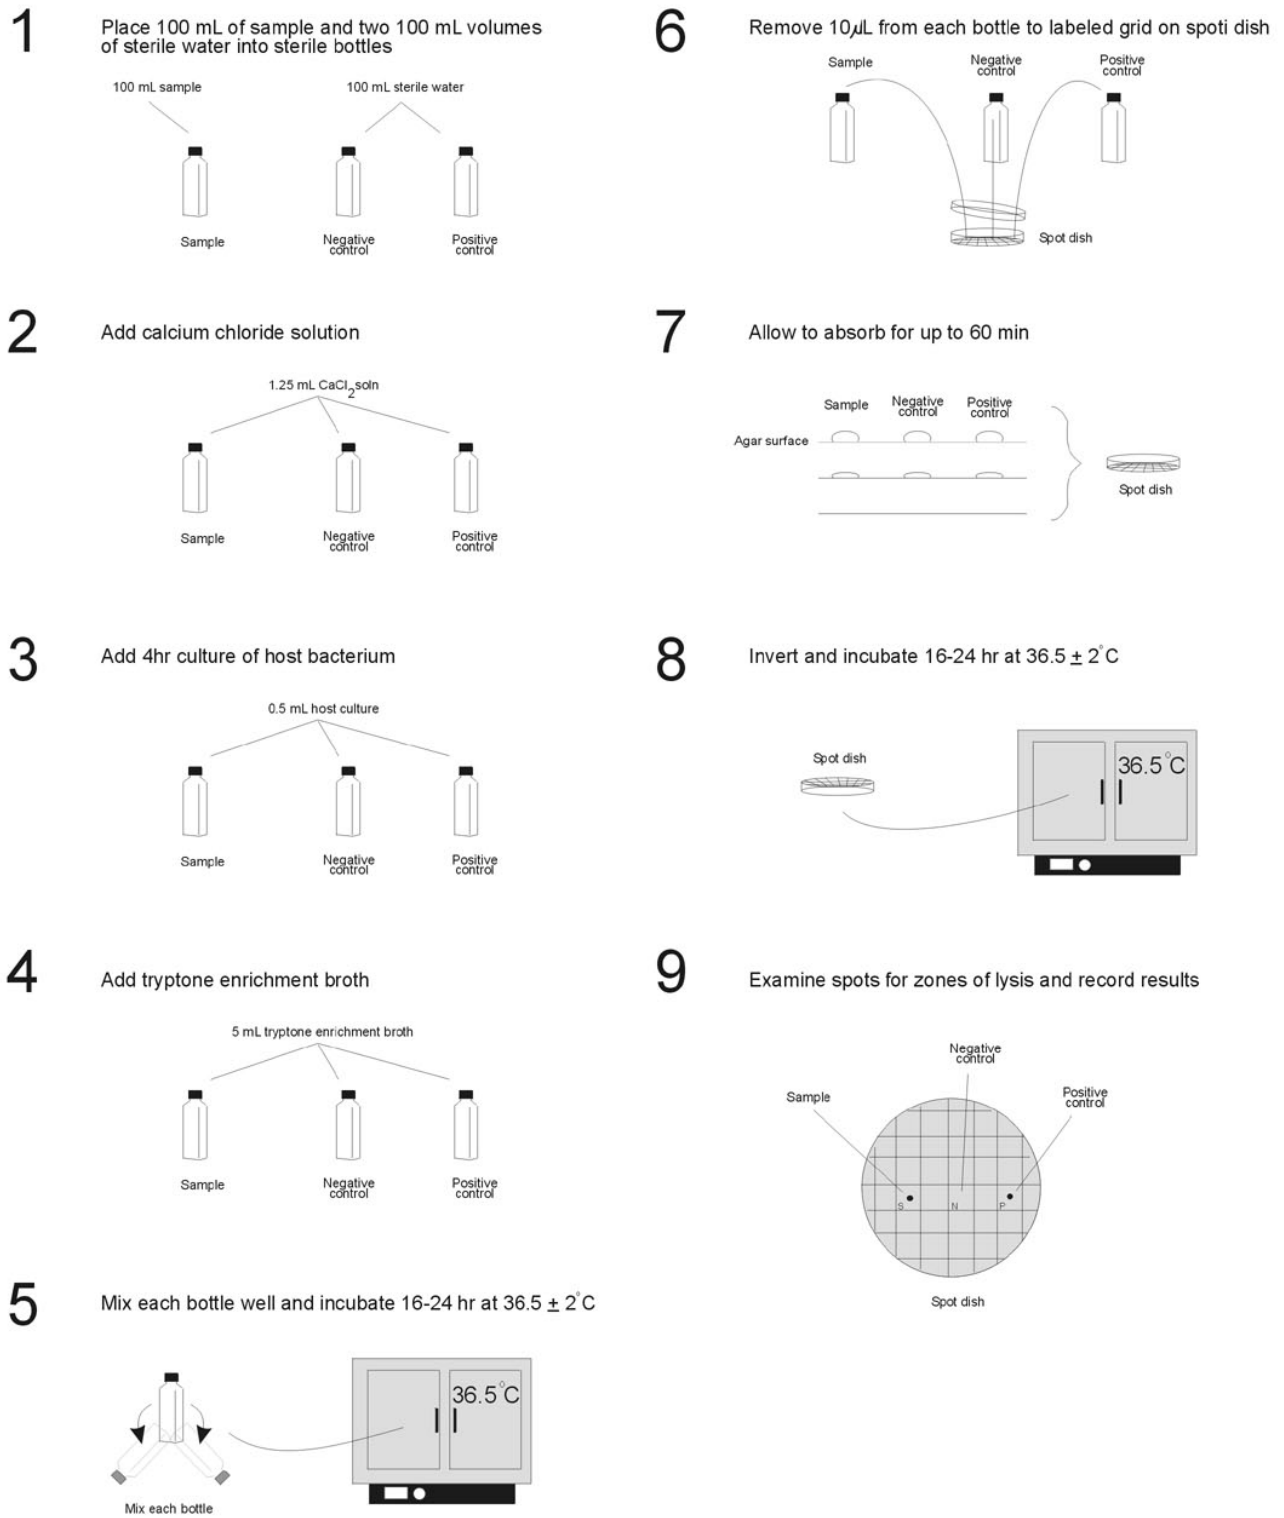 1
Place 100 mL of sample and two 100 mL volumes
of sterile water into sterile bottles
100 mL sample
100 mL sterile water
Sample
Negative
control
Positive
control
2
Add calcium chloride solution
1.25 mL CaCl2soln
Sample
Negative
control
Positive
control
3
Add 4hr culture of host bacterium
0.5 mL host culture
Sample
Negative
control
Positive
control
4
Add tryptone enrichment broth
5 mL tryptone enrichment broth
Sample
Negative
control
Positive
control
5
Mix each bottle well and incubate 16-24 hr at 36.5 ± 2°C
36.5°C
Mix each bottle
6
Remove 10µL from each bottle to labeled grid on spoti dish
Sample
Negative
control
Positive
control
Spot dish
7
Allow to absorb for up to 60 min
Sample
Negative
control
Positive
control
Agar surface
Spot dish
8
Invert and incubate 16-24 hr at 36.5 ± 2°C
Spot dish
36.5°C
9
Examine spots for zones of lysis and record results
Negative
control
Sample
Positive
control
S
N
P
Spot dish